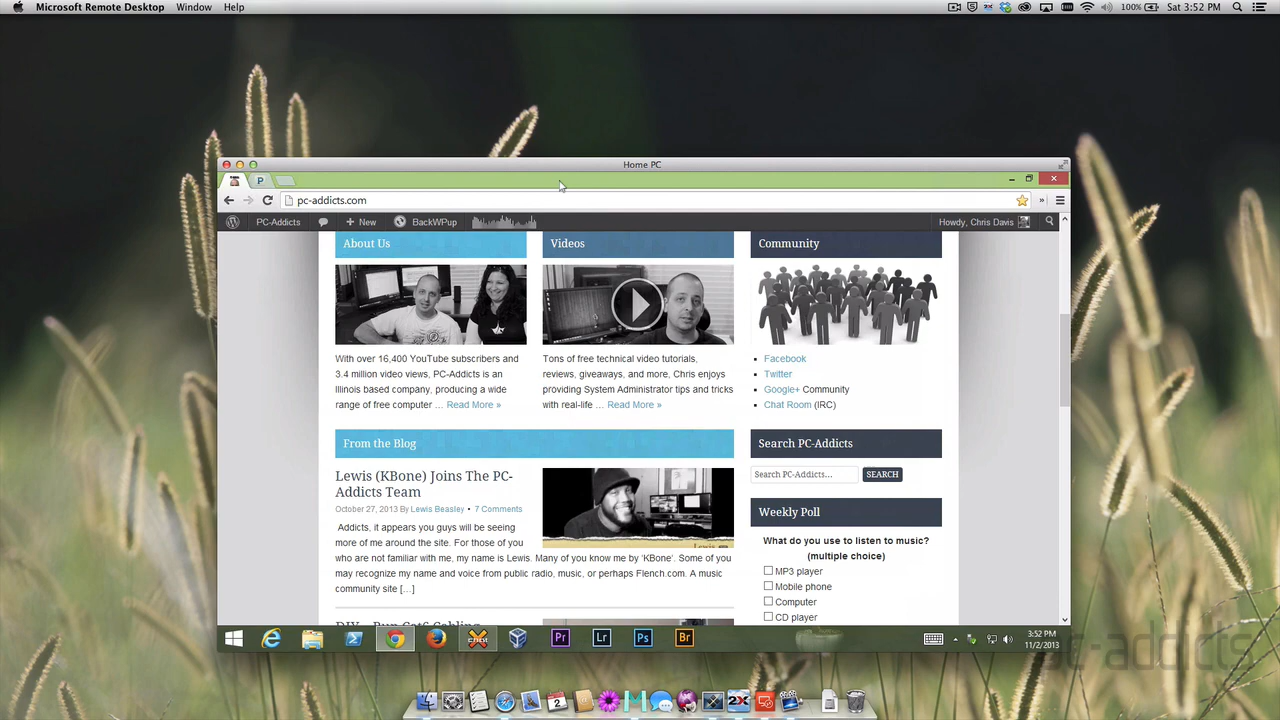 Microsoft Remote Desktop Window Help
100% Sat 3:52 PM
Home PC
P
pc-addicts.com
PC-Addicts New BackWPup Howdy, Chris Davis
About Us
With over 16,400 YouTube subscribers and
3.4 million video views, PC-Addicts is an
Illinois based company, producing a wide
range of free computer … Read More »
Videos
Tons of free technical video tutorials,
reviews, giveaways, and more, Chris enjoys
providing System Administrator tips and tricks
with real-life … Read More »
Community
Facebook
Twitter
Google+ Community
Chat Room (IRC)
From the Blog
Lewis (KBone) Joins The PC-
Addicts Team
October 27, 2013 By Lewis Beasley • 7 Comments
Addicts, it appears you guys will be seeing
more of me around the site. For those of you
who are not familiar with me, my name is Lewis. Many of you know me by 'KBone'. Some of you
may recognize my name and voice from public radio, music, or perhaps Flench.com. A music
community site […]
Search PC-Addicts
Search PC-Addicts… SEARCH
Weekly Poll
What do you use to listen to music?
(multiple choice)
MP3 player
Mobile phone
Computer
CD player
Pr Lr Ps Br
3:52 PM
11/2/2013
pc-addicts
2
2X